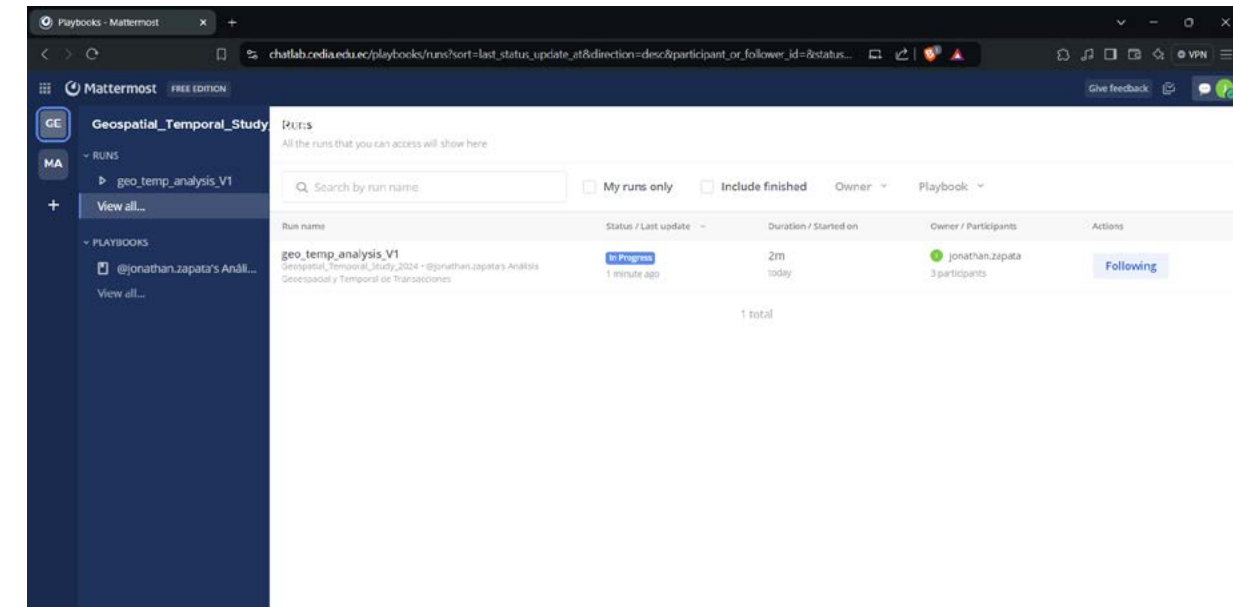 Playbooks - Mattermost
chatlab.cedia.edu.ec/playbooks/runs?sort=last_status_update_at&direction=desc&participant_or_follower_id=&status...
VPN
Mattermost FREE EDITION
Give feedback
GE
MA
Geospatial_Temporal_Study_
RUNS
geo_temp_analysis_V1
View all...
PLAYBOOKS
@jonathan.zapata's Análi...
View all...
Runs
All the runs that you can access will show here
Search by run name
My runs only
Include finished
Owner
Playbook
Run name
Status / Last update
Duration / Started on
Owner / Participants
Actions
geo_temp_analysis_V1
Geospatial_Temporal_Study_2024 • @jonathan.zapata's Análisis
Geoespacial y Temporal de Transacciones
In Progress
1 minute ago
2m
today
jonathan.zapata
3 participants
Following
1 total